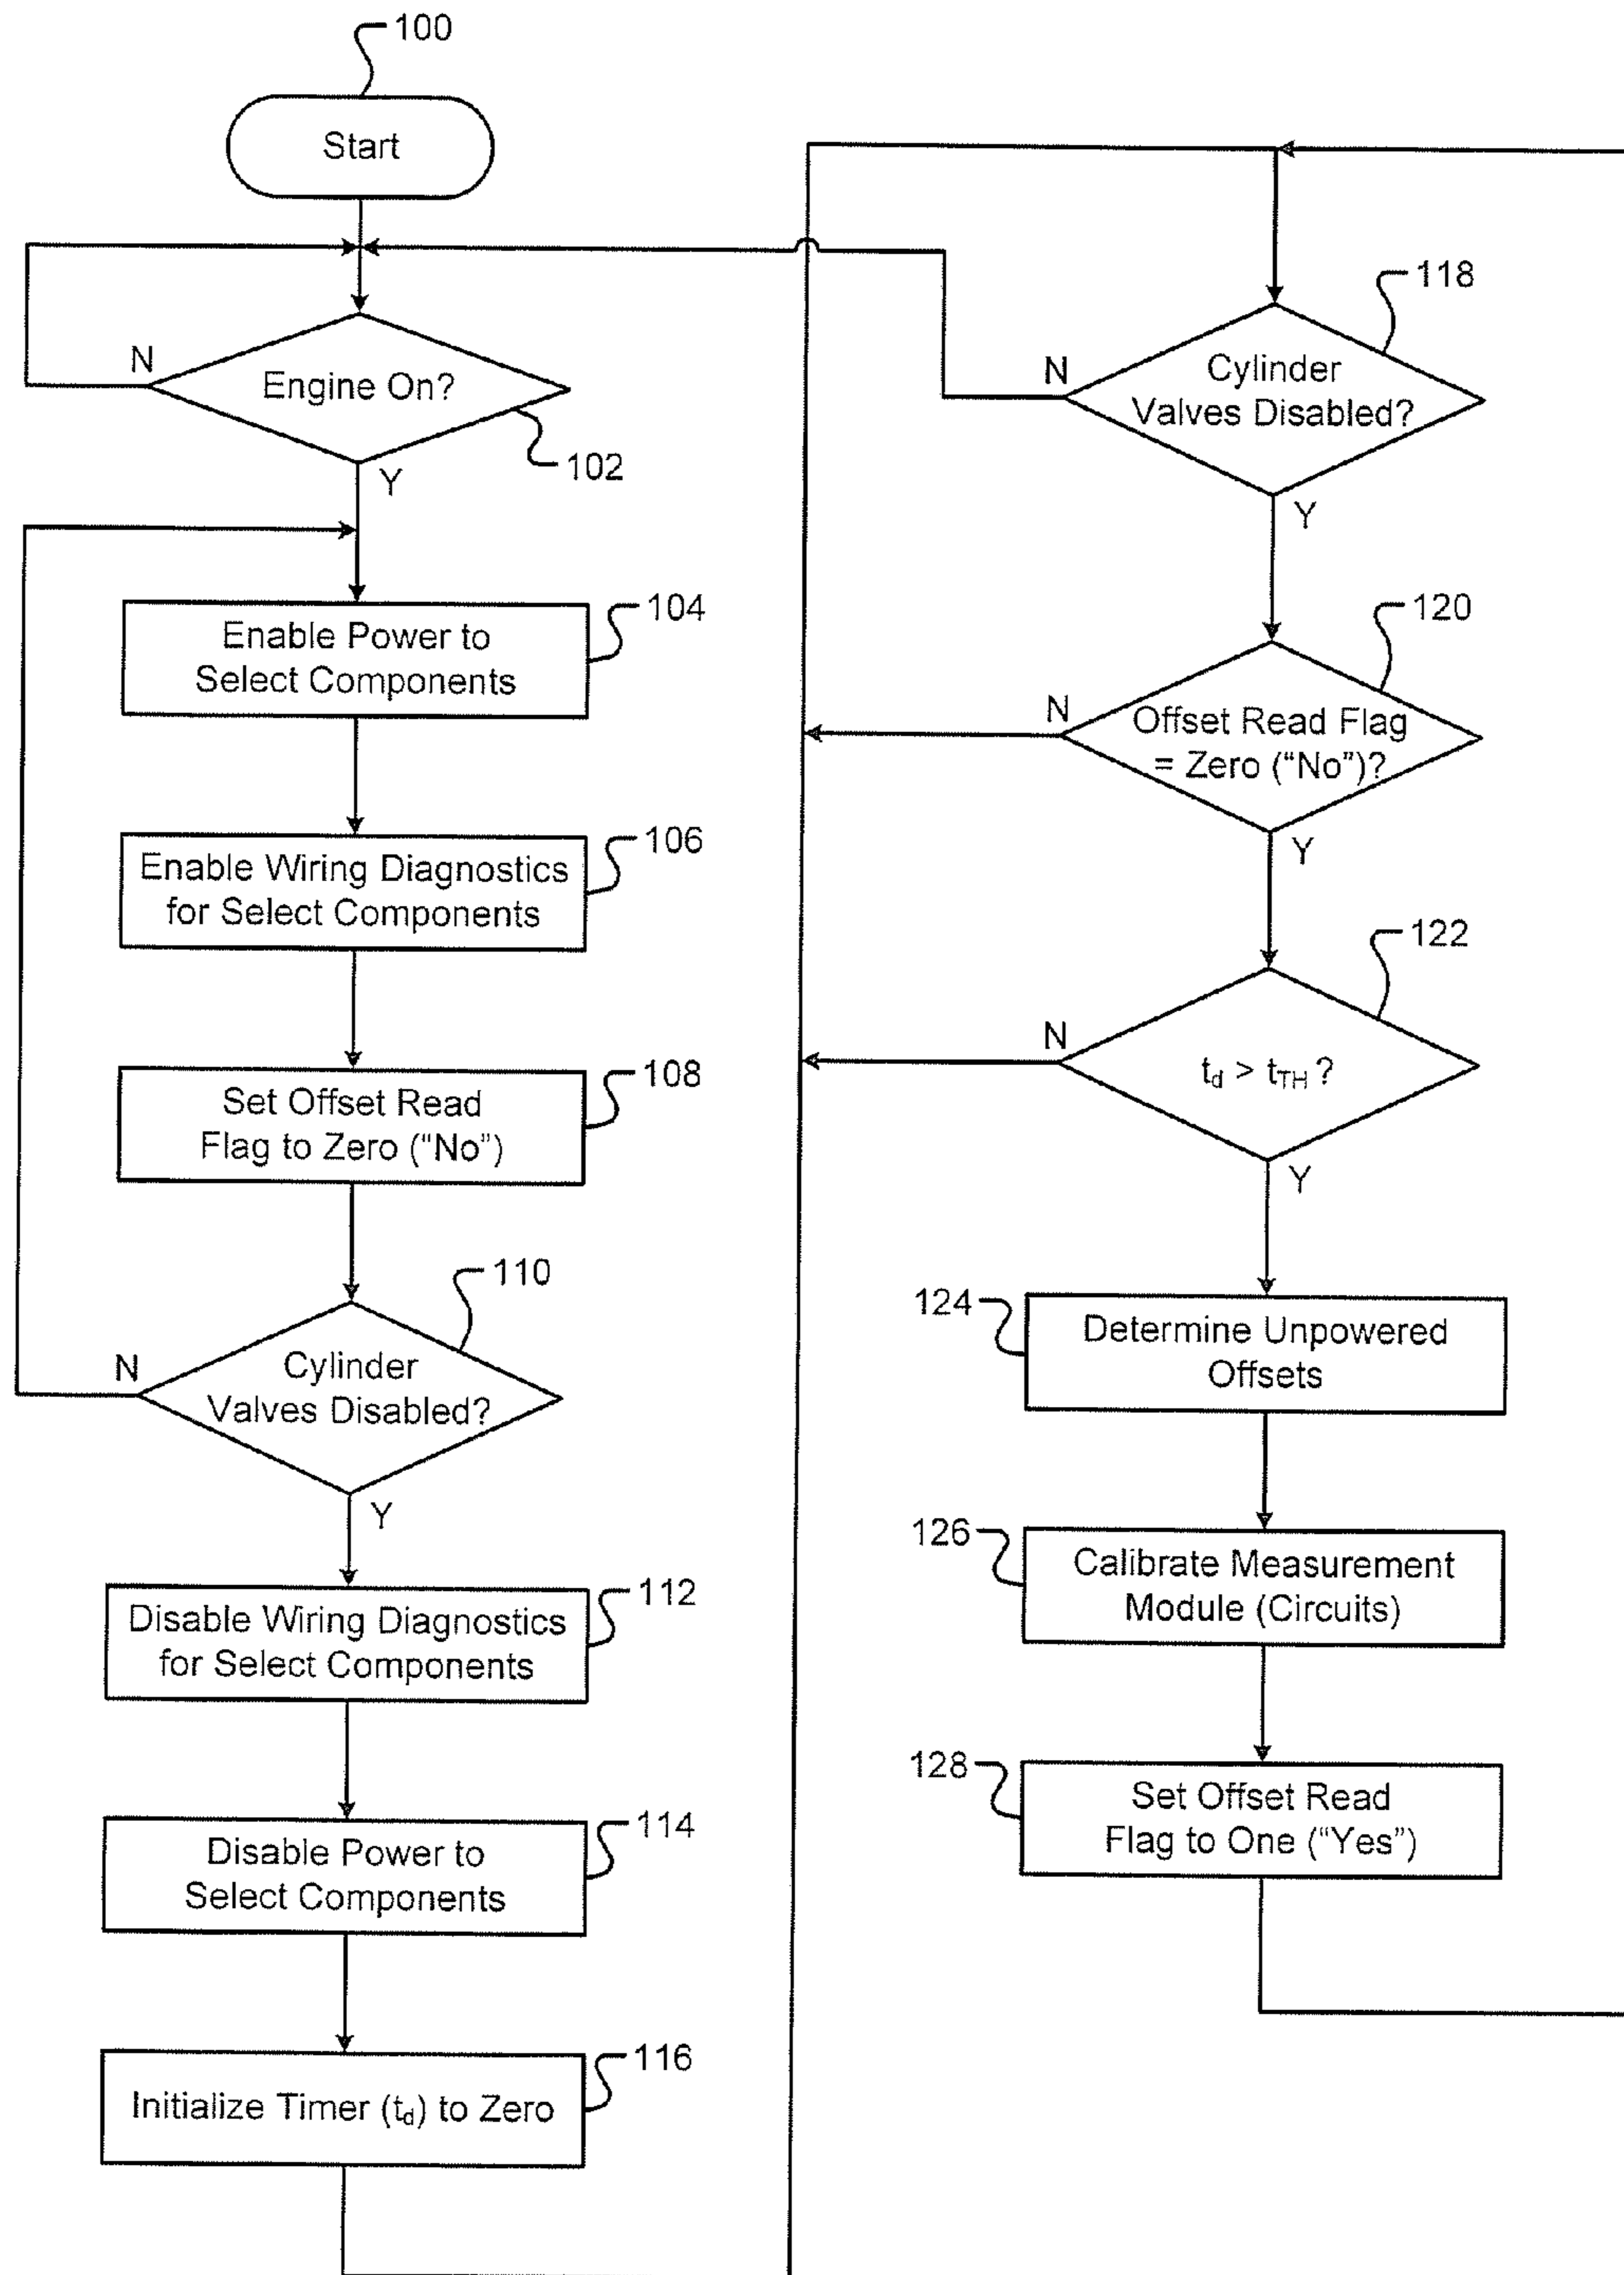 100
Start
N
Engine On?
102
Y
104
Enable Power to
Select Components
106
Enable Wiring Diagnostics
for Select Components
108
Set Offset Read
Flag to Zero (“No”)
110
N
Cylinder
Valves Disabled?
Y
112
Disable Wiring Diagnostics
for Select Components
114
Disable Power to
Select Components
116
Initialize Timer (td) to Zero
118
N
Cylinder
Valves Disabled?
Y
120
N
Offset Read Flag
= Zero (“No”)?
Y
122
N
td > tTH ?
Y
124
Determine Unpowered
Offsets
126
Calibrate Measurement
Module (Circuits)
128
Set Offset Read
Flag to One (“Yes”)